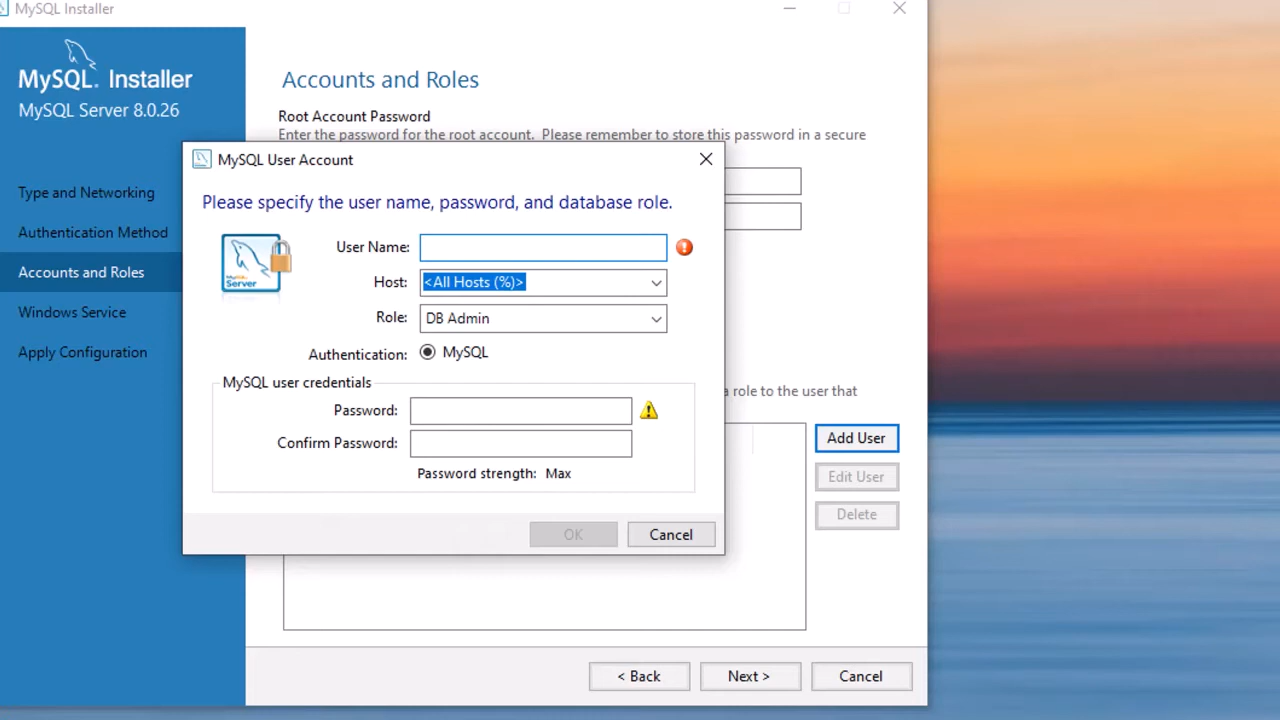 MySQL Installer
MySQL. Installer
MySQL Server 8.0.26
Type and Networking
Authentication Method
Accounts and Roles
Windows Service
Apply Configuration
Accounts and Roles
Root Account Password
Enter the password for the root account. Please remember to store this password in a secure
MySQL User Account
Please specify the user name, password, and database role.
User Name:
Host: <All Hosts (%)>
Role: DB Admin
Authentication: MySQL
MySQL user credentials
Password:
Confirm Password:
Password strength: Max
OK Cancel
MySQL
Server
a role to the user that
Add User
Edit User
Delete
< Back Next > Cancel